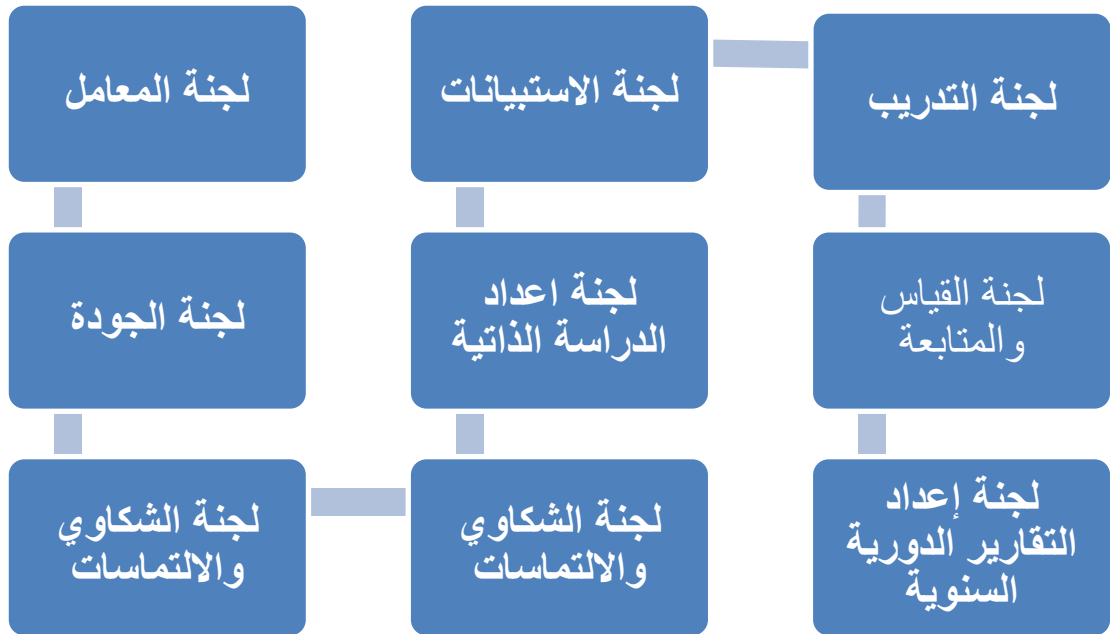 لجنة المعامل
لجنة الجودة
لجنة الشكاوي
والالتماسات
لجنة الشكاوي
والالتماسات
لجنة اعداد
الدراسة الذاتية
لجنة الاستبيانات
لجنة التدريب
لجنة القياس
والمتابعة
لجنة إعداد
التقارير الدورية
السنوية